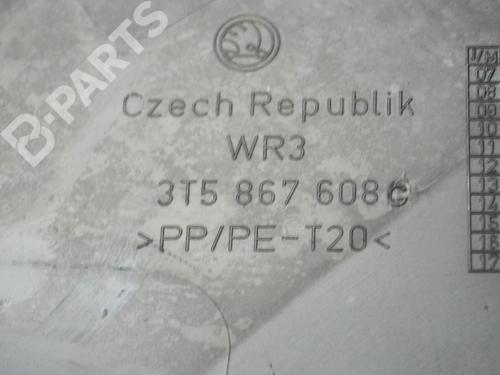 B-PARTS
Czech Republik
WR3
3T5 867 608C
>PP/PE-T20<
J/M
07
08
09
10
11
12
13
14
15
16
17